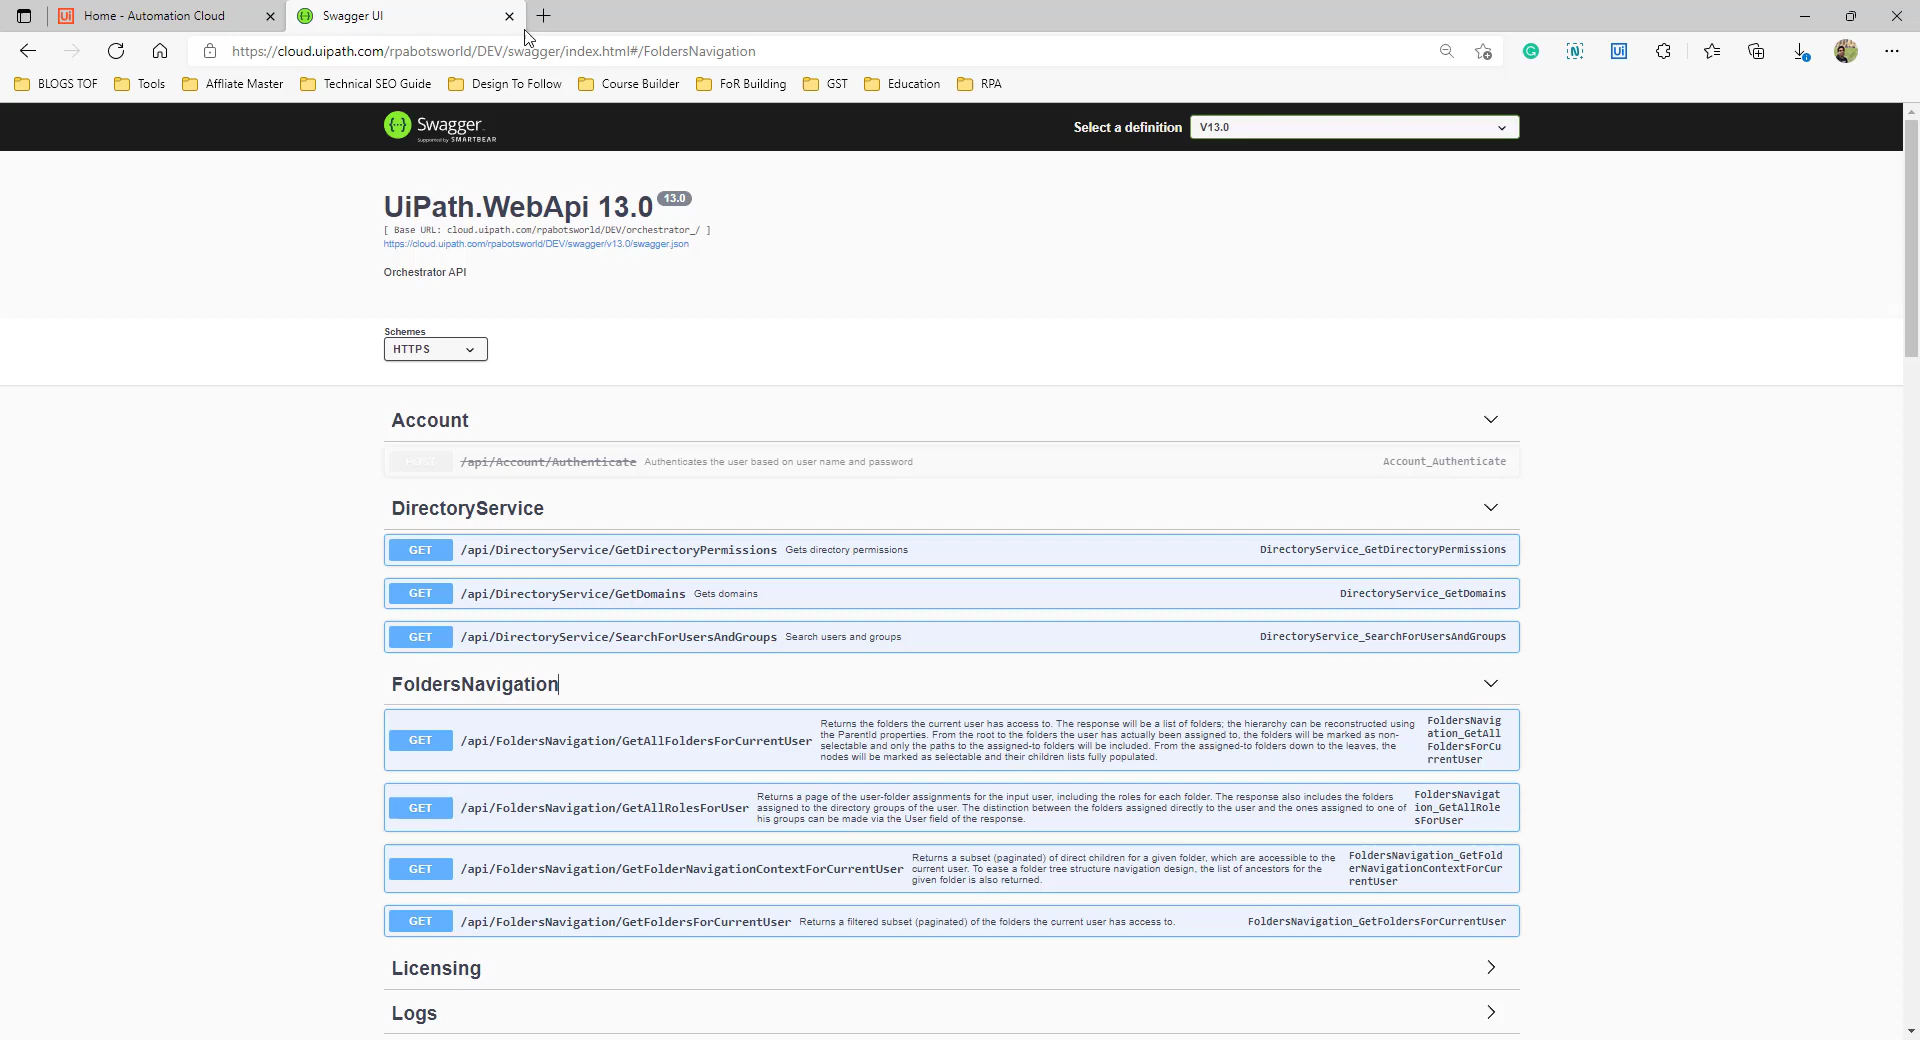 Home - Automation Cloud
Swagger UI
https://cloud.uipath.com/rpabotsworld/DEV/swagger/index.html#/FoldersNavigation
BLOGS TOF
Tools
Affliate Master
Technical SEO Guide
Design To Follow
Course Builder
FoR Building
GST
Education
RPA
Swagger
Supported by SMARTBEAR
Select a definition
V13.0
UiPath.WebApi 13.0
13.0
[ Base URL: cloud.uipath.com/rpabotsworld/DEV/orchestrator_/ ]
https://cloud.uipath.com/rpabotsworld/DEV/swagger/v13.0/swagger.json
Orchestrator API
Schemes
HTTPS
Account
POST /api/Account/Authenticate Authenticates the user based on user name and password Account_Authenticate
DirectoryService
GET /api/DirectoryService/GetDirectoryPermissions Gets directory permissions DirectoryService_GetDirectoryPermissions
GET /api/DirectoryService/GetDomains Gets domains DirectoryService_GetDomains
GET /api/DirectoryService/SearchForUsersAndGroups Search users and groups DirectoryService_SearchForUsersAndGroups
FoldersNavigation
GET /api/FoldersNavigation/GetAllFoldersForCurrentUser
Returns the folders the current user has access to. The response will be a list of folders; the hierarchy can be reconstructed using
the ParentId properties. From the root to the folders the user has actually been assigned to, the folders will be marked as non-
selectable and only the paths to the assigned-to folders will be included. From the assigned-to folders down to the leaves, the
nodes will be marked as selectable and their children lists fully populated.
FoldersNavig
ation_GetAll
FoldersForCu
rrentUser
GET /api/FoldersNavigation/GetAllRolesForUser
Returns a page of the user-folder assignments for the input user, including the roles for each folder. The response also includes the folders
assigned to the directory groups of the user. The distinction between the folders assigned directly to the user and the ones assigned to one of
his groups can be made via the User field of the response.
FoldersNavigat
ion_GetAllRole
sForUser
GET /api/FoldersNavigation/GetFolderNavigationContextForCurrentUser
Returns a subset (paginated) of direct children for a given folder, which are accessible to the
current user. To ease a folder tree structure navigation design, the list of ancestors for the
given folder is also returned.
FoldersNavigation_GetFold
erNavigationContextForCur
rentUser
GET /api/FoldersNavigation/GetFoldersForCurrentUser Returns a filtered subset (paginated) of the folders the current user has access to. FoldersNavigation_GetFoldersForCurrentUser
Licensing
Logs